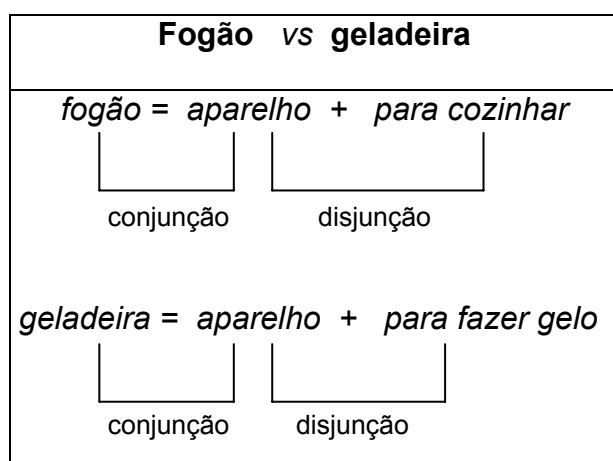 Fogão vs geladeira
fogão = aparelho + para cozinhar
conjunção disjunção
geladeira = aparelho + para fazer gelo
conjunção disjunção